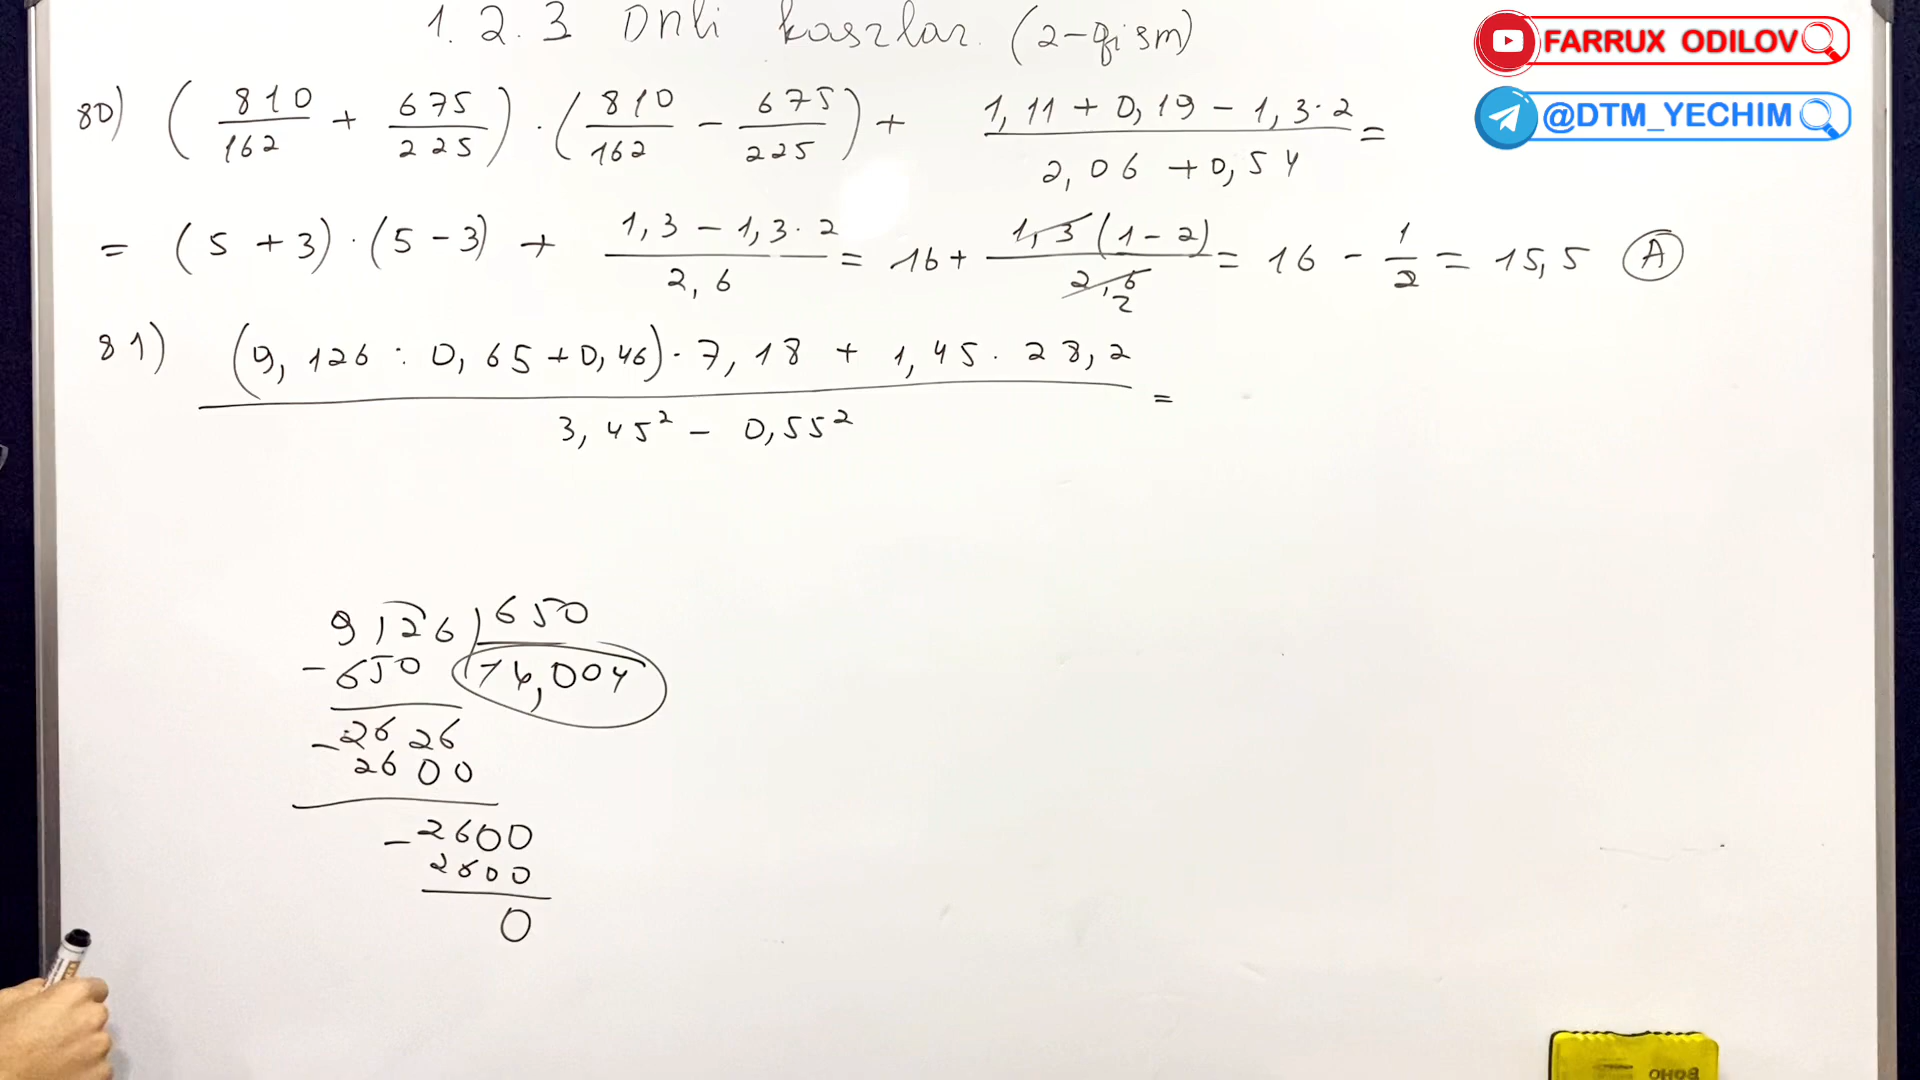 1.2.3 Onli kasrlar. (2-qism)
FARRUX ODILOV
@DTM_YECHIM
80) (810/162 + 675/225) · (810/162 - 675/225) + (1,11 + 0,19 - 1,3·2)/(2,06 + 0,54) =
= (5 + 3) · (5 - 3) + (1,3 - 1,3·2)/2,6 = 16 + 1,3(1-2)/2,6 2 = 16 - 1/2 = 15,5 (A)
81) ((9,126 : 0,65 + 0,46) · 7,18 + 1,45 · 28,2)/(3,45² - 0,55²) =
9126 | 650
- 650 14,004
- 2626
2600
- 2600
2600
0
BOHO